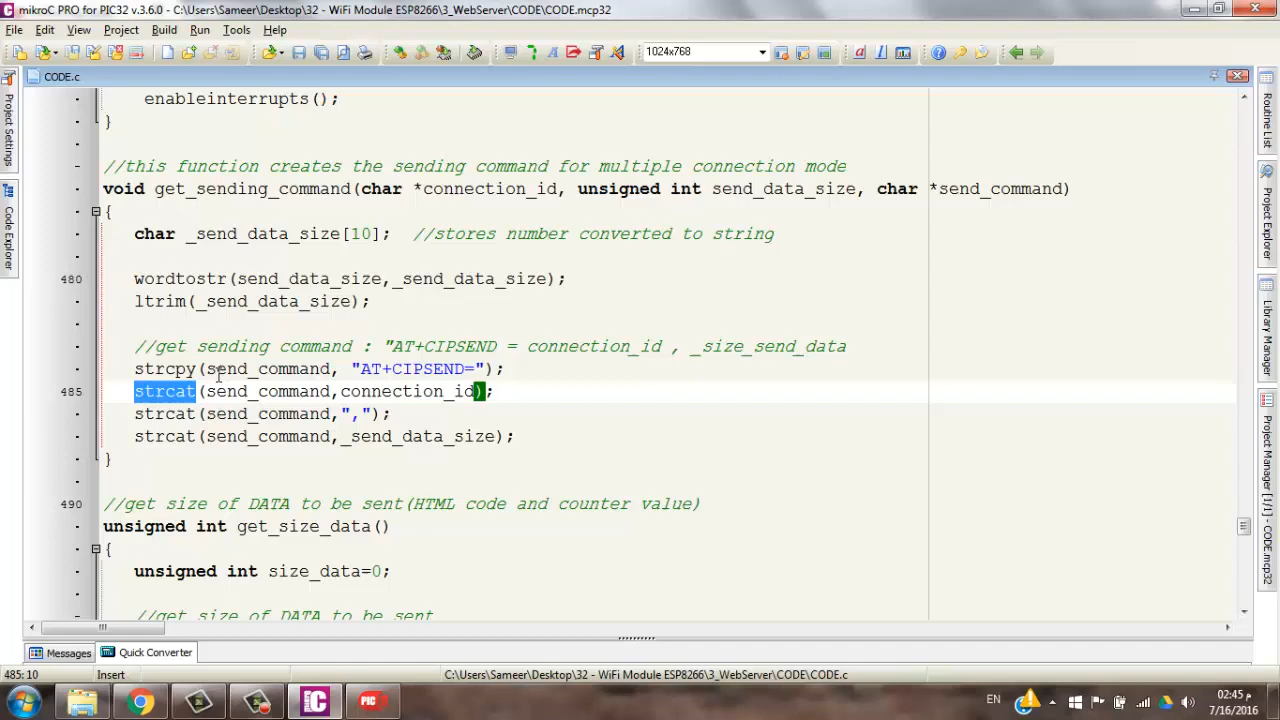 mikroC PRO for PIC32 v.3.6.0 - C:\Users\Sameer\Desktop\32 - WiFi Module ESP8266\3_WebServer\CODE\CODE.mcp32
File Edit View Project Build Run Tools Help
1024x768
CODE.c
enableinterrupts();
}
//this function creates the sending command for multiple connection mode
void get_sending_command(char *connection_id, unsigned int send_data_size, char *send_command)
{
char _send_data_size[10]; //stores number converted to string
480 wordtostr(send_data_size,_send_data_size);
ltrim(_send_data_size);
//get sending command : "AT+CIPSEND = connection_id , _size_send_data
strcpy(send_command, "AT+CIPSEND=");
485 strcat(send_command,connection_id);
strcat(send_command,",");
strcat(send_command,_send_data_size);
}
490 //get size of DATA to be sent(HTML code and counter value)
unsigned int get_size_data()
{
unsigned int size_data=0;
//get size of DATA to be sent
Project Settings
Code Explorer
Routine List
Project Explorer
Library Manager
Project Manager [1/1] - CODE.mcp32
Messages Quick Converter
485:10 Insert C:\Users\Sameer\Desktop\32 - WiFi Module ESP8266\3_WebServer\CODE\CODE.c
EN
02:45 م
7/16/2016